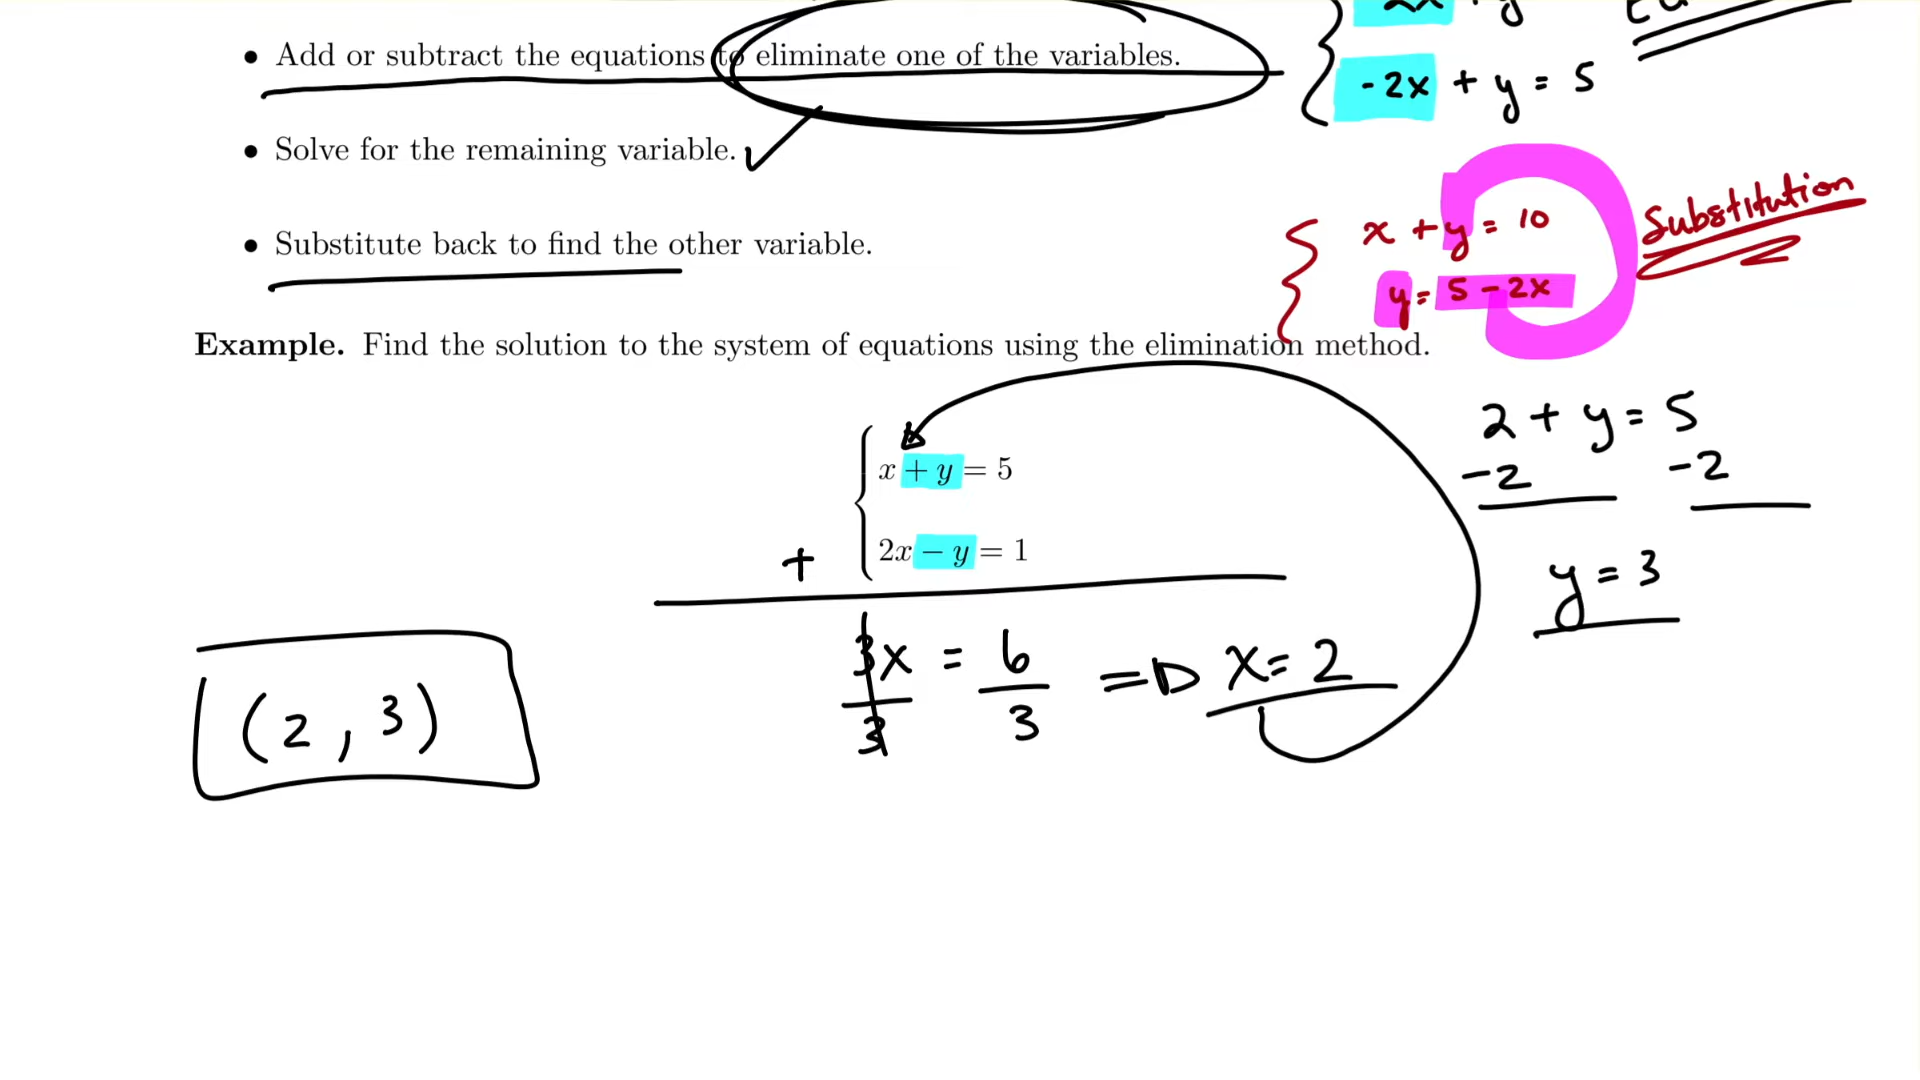 • Add or subtract the equations to eliminate one of the variables.
-2x + y = 5
• Solve for the remaining variable.
• Substitute back to find the other variable.
x + y = 10
y = 5 - 2x
Substitution
Example. Find the solution to the system of equations using the elimination method.
x + y = 5
2x − y = 1
+
3x = 6
3 3
=> x = 2
2 + y = 5
-2 -2
y = 3
(2, 3)